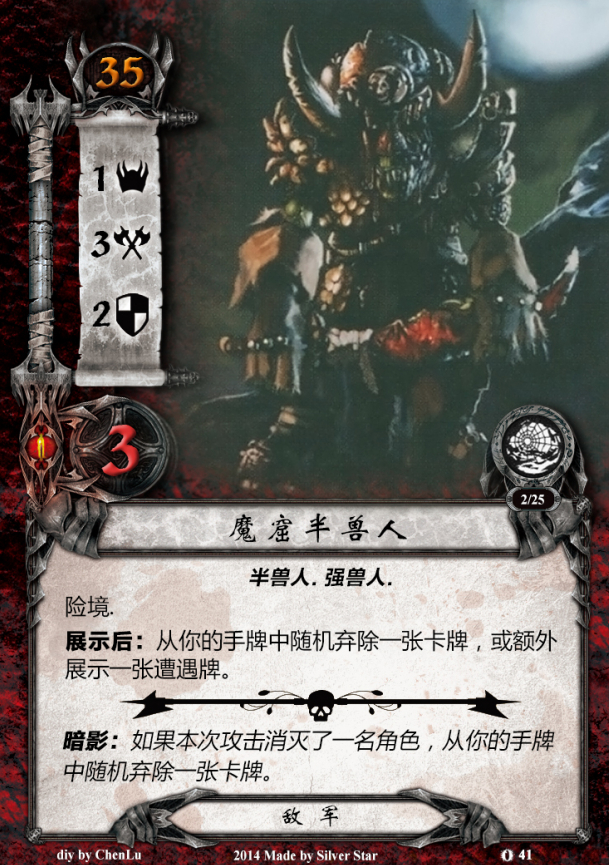 35
1
3
2
3
2/25
魔窟半兽人
半兽人. 强兽人.
险境.
展示后：从你的手牌中随机弃除一张卡牌，或额外
展示一张遭遇牌。
暗影：如果本次攻击消灭了一名角色，从你的手牌
中随机弃除一张卡牌。
敌军
diy by ChenLu
2014 Made by Silver Star
41